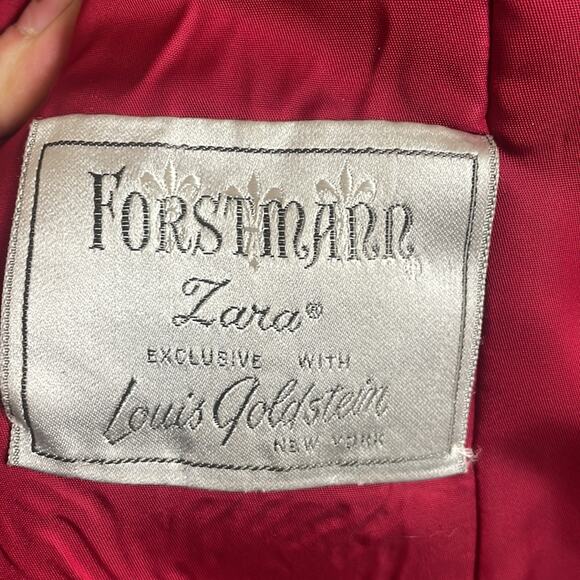 FORSTMANN
Zara®
EXCLUSIVE WITH
Louis Goldstein
NEW YORK